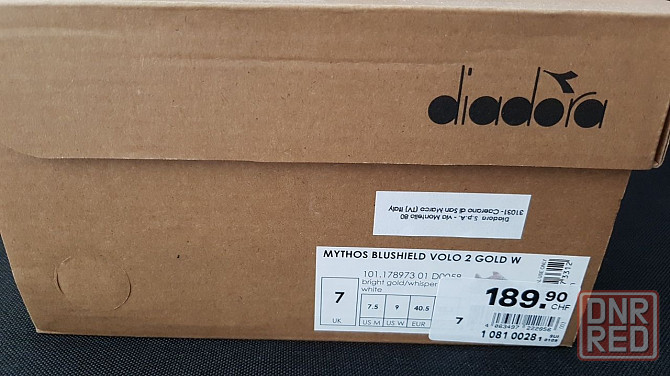 diadora
Diadora S.p.A. - via Montello 80
31031 - Caerano di San Marco (TV) Italy
MYTHOS BLUSHIELD VOLO 2 GOLD W
101.178973 01
bright gold/whisper
white
7
UK
7.5
US M
9
US W
40.5
EUR
7
189.90
CHF
1 081 0028 1
DNR
RED